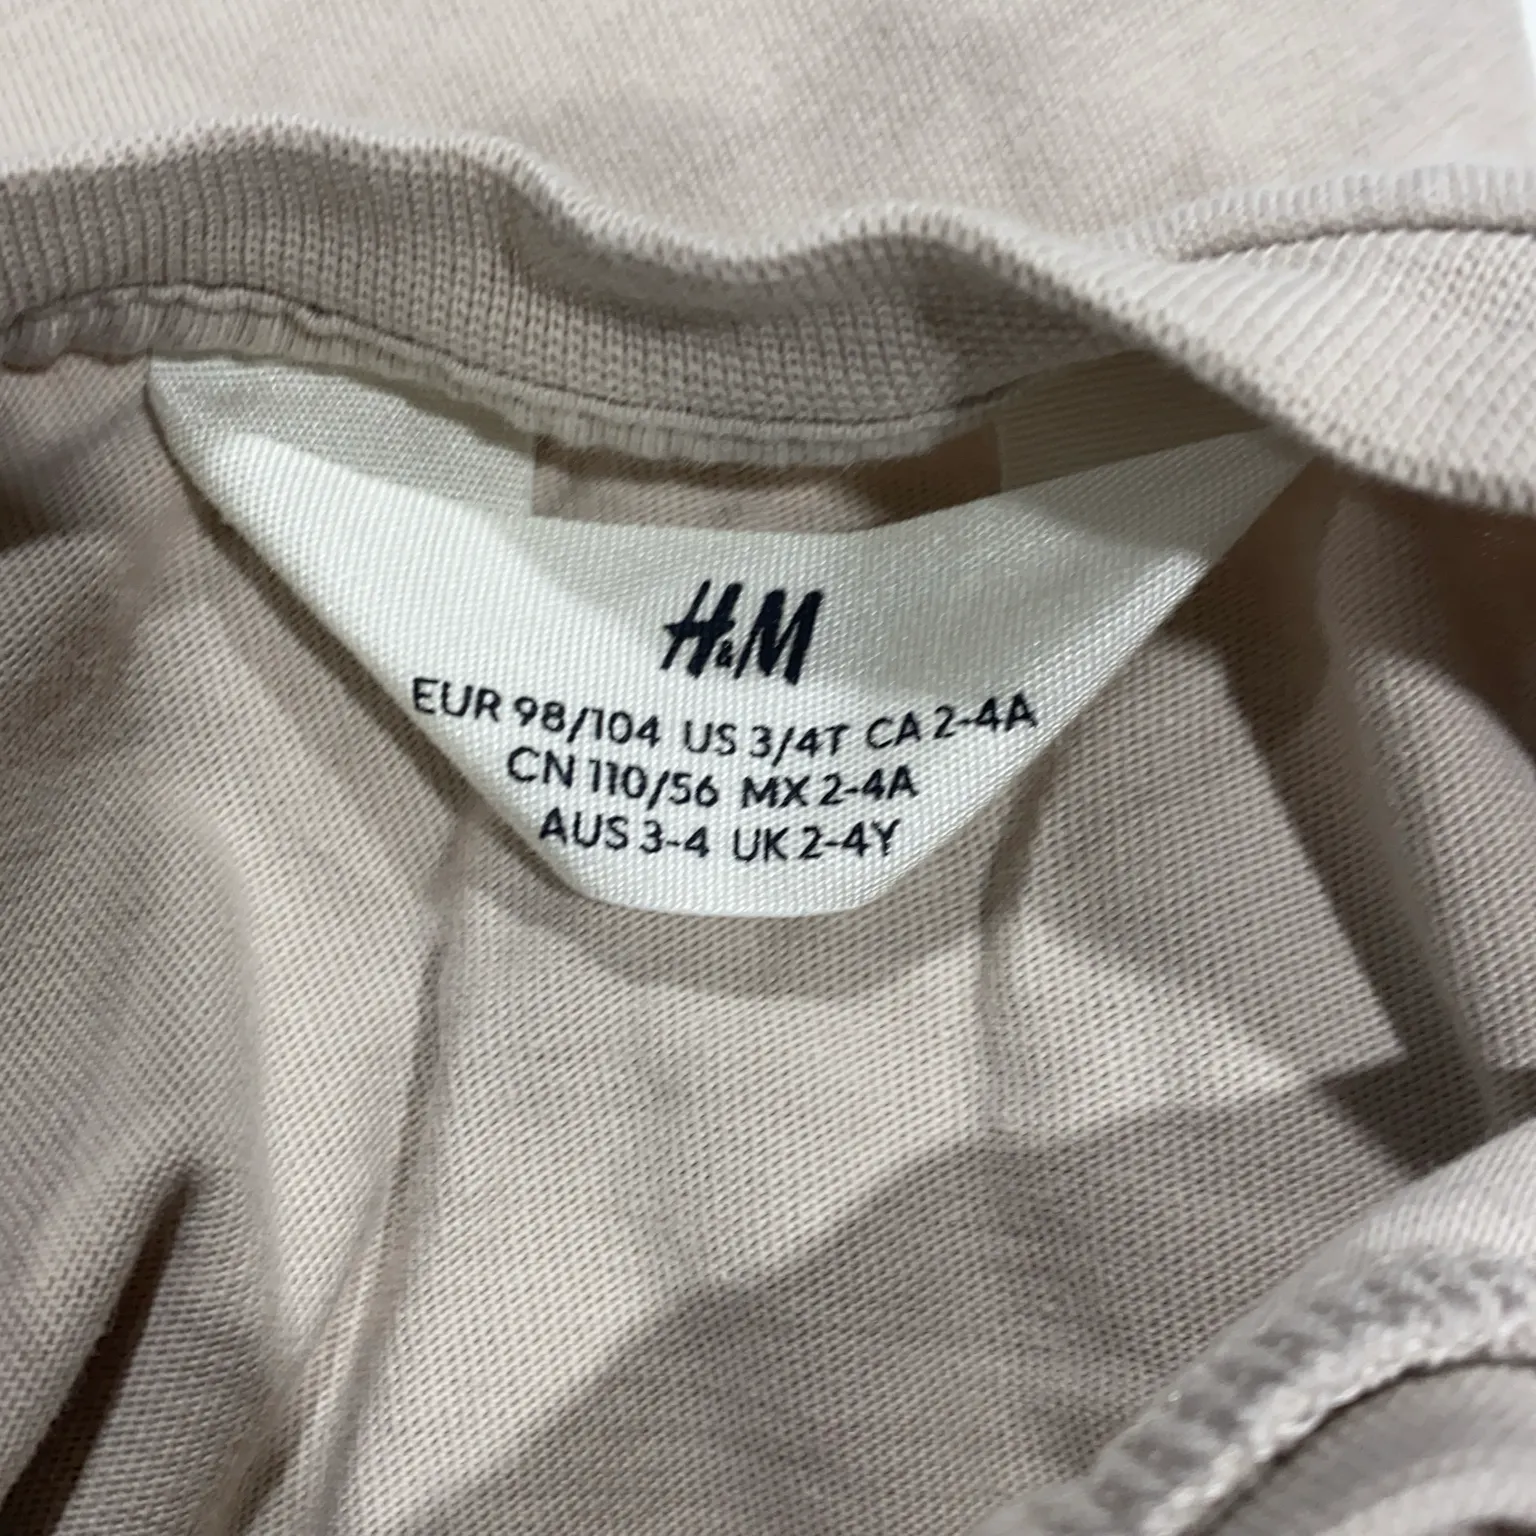 H&M
EUR 98/104 US 3/4T CA 2-4A
CN 110/56 MX 2-4A
AUS 3-4 UK 2-4Y